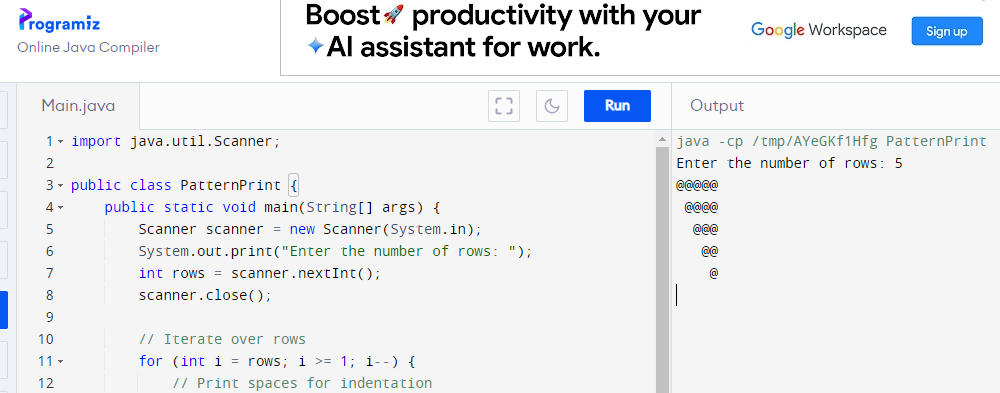 Programiz
Online Java Compiler
Boost🚀 productivity with your
✦AI assistant for work.
Google Workspace
Sign up
Main.java
Run
Output
1 import java.util.Scanner;
2
3 public class PatternPrint {
4     public static void main(String[] args) {
5         Scanner scanner = new Scanner(System.in);
6         System.out.print("Enter the number of rows: ");
7         int rows = scanner.nextInt();
8         scanner.close();
9
10         // Iterate over rows
11         for (int i = rows; i >= 1; i--) {
12             // Print spaces for indentation
java -cp /tmp/AYeGKf1Hfg PatternPrint
Enter the number of rows: 5
@@@@@
 @@@@
  @@@
   @@
    @